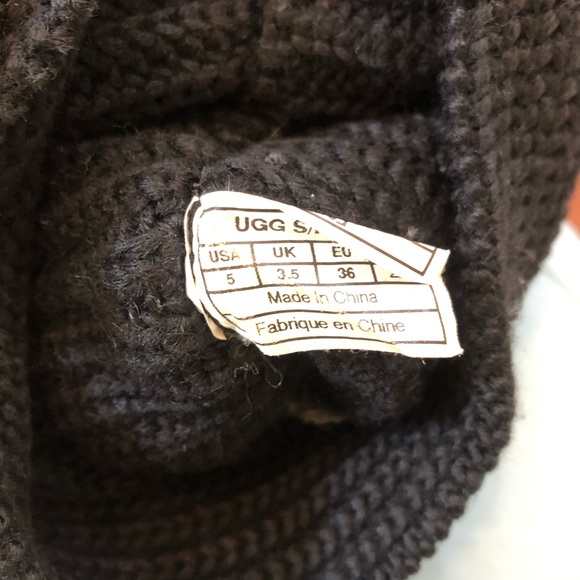 UGG
USA UK EU
5 3.5 36
Made In China
Fabrique en Chine